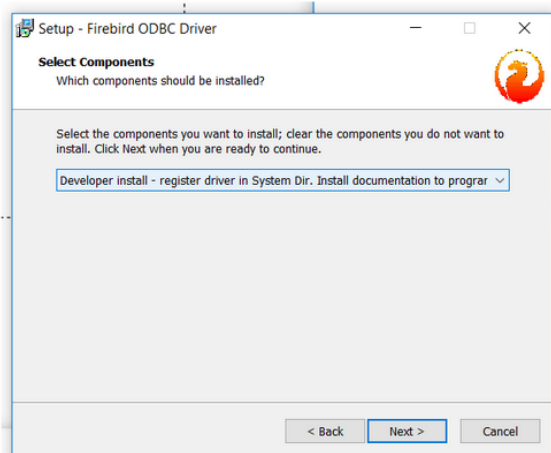 Setup - Firebird ODBC Driver
Select Components
Which components should be installed?
Select the components you want to install; clear the components you do not want to
install. Click Next when you are ready to continue.
Developer install - register driver in System Dir. Install documentation to prograr
< Back
Next >
Cancel